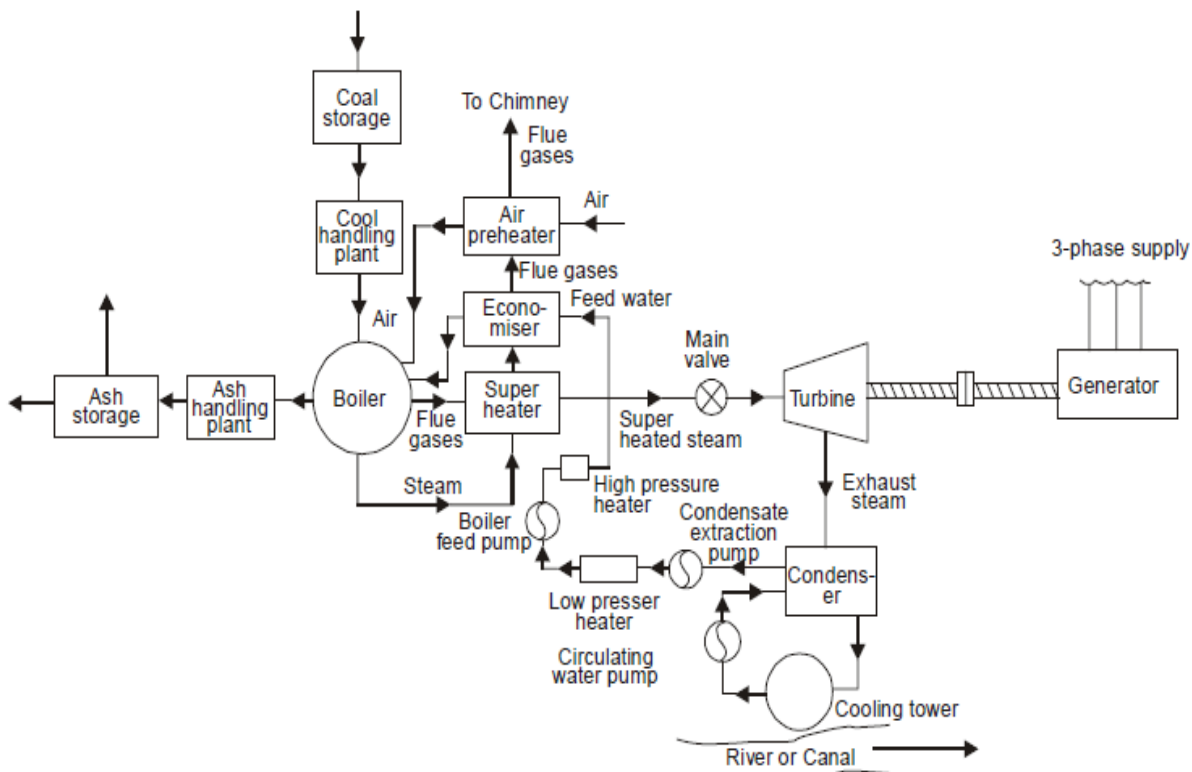 Coal
storage
To Chimney
Flue
gases
Cool
handling
plant
Air
preheater
Air
3-phase supply
Flue gases
Feed water
Air
Econo-
miser
Main
valve
Ash
storage
Ash
handling
plant
Boiler
Super
heater
Turbine
Generator
Flue
gases
Super
heated steam
Steam
High pressure
heater
Exhaust
steam
Boiler
feed pump
Condensate
extraction
pump
Condens-
er
Low presser
heater
Circulating
water pump
Cooling tower
River or Canal